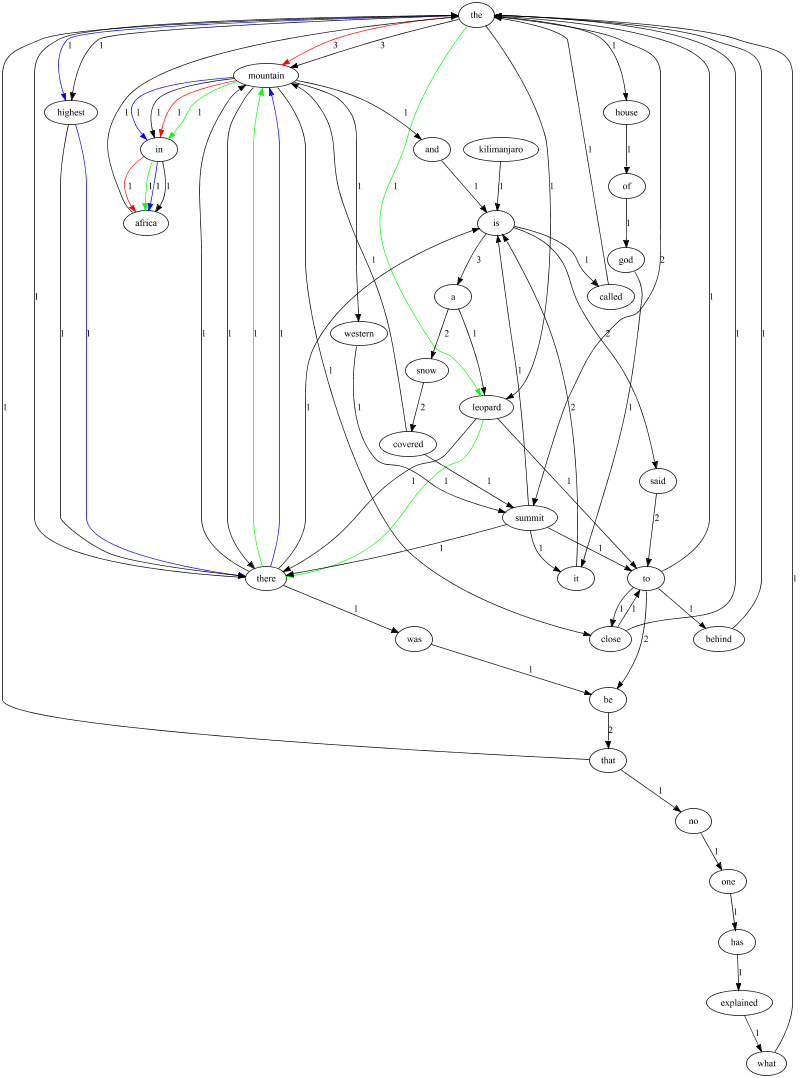 the
3 3
mountain
1 1
highest
1 1 1 1 1 1
house
in
and
kilimanjaro
1 1
of
1 1 1 1
1 1 1 1 1
1 1
africa
is
1
god
1 3 1 2
a
called
1 1 1 1 1 1 1
western
2 1 1
snow
1 1
leopard
1 2 1 2 1
covered
1 1 1 1
said
summit
2
1 1 1
there
it
to
1 1 1 1
was
close
behind
2
1
be
2
that
1
no
1
one
1
has
1
explained
1
what
1